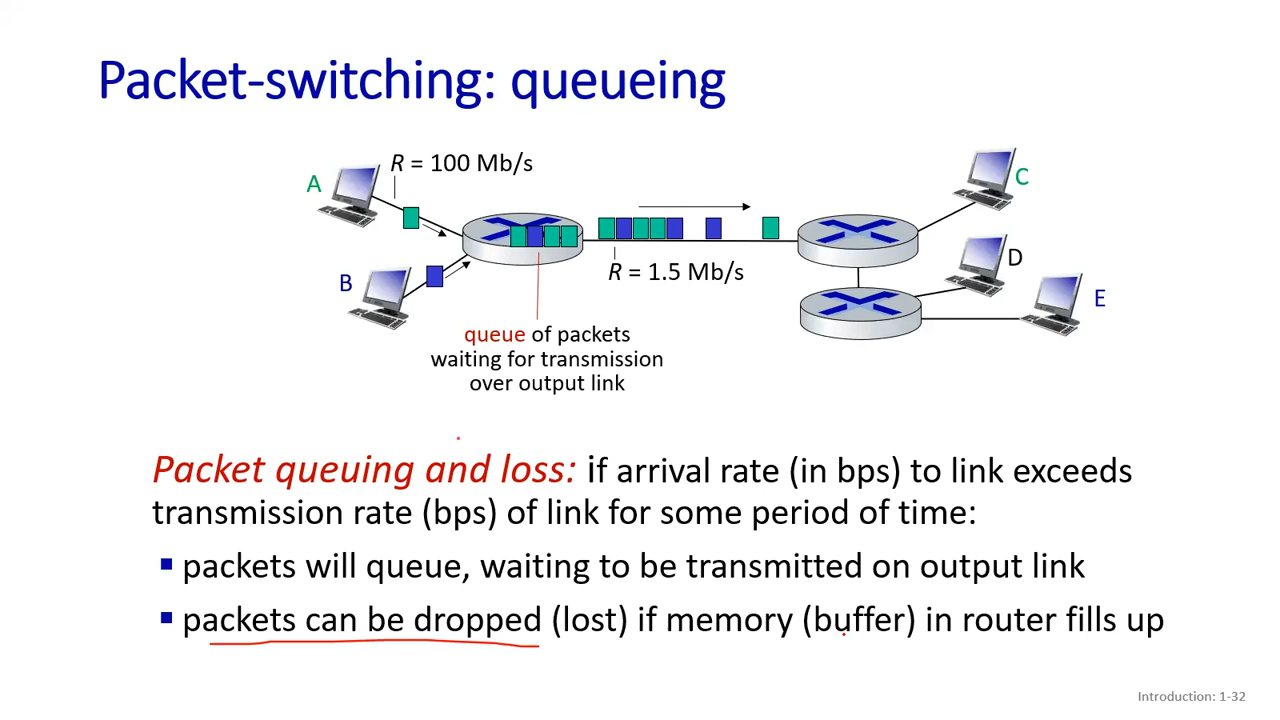 Packet-switching: queueing
A
R = 100 Mb/s
C
B
R = 1.5 Mb/s
D
E
queue of packets
waiting for transmission
over output link
Packet queuing and loss: if arrival rate (in bps) to link exceeds
transmission rate (bps) of link for some period of time:
▪ packets will queue, waiting to be transmitted on output link
▪ packets can be dropped (lost) if memory (buffer) in router fills up
Introduction: 1-32